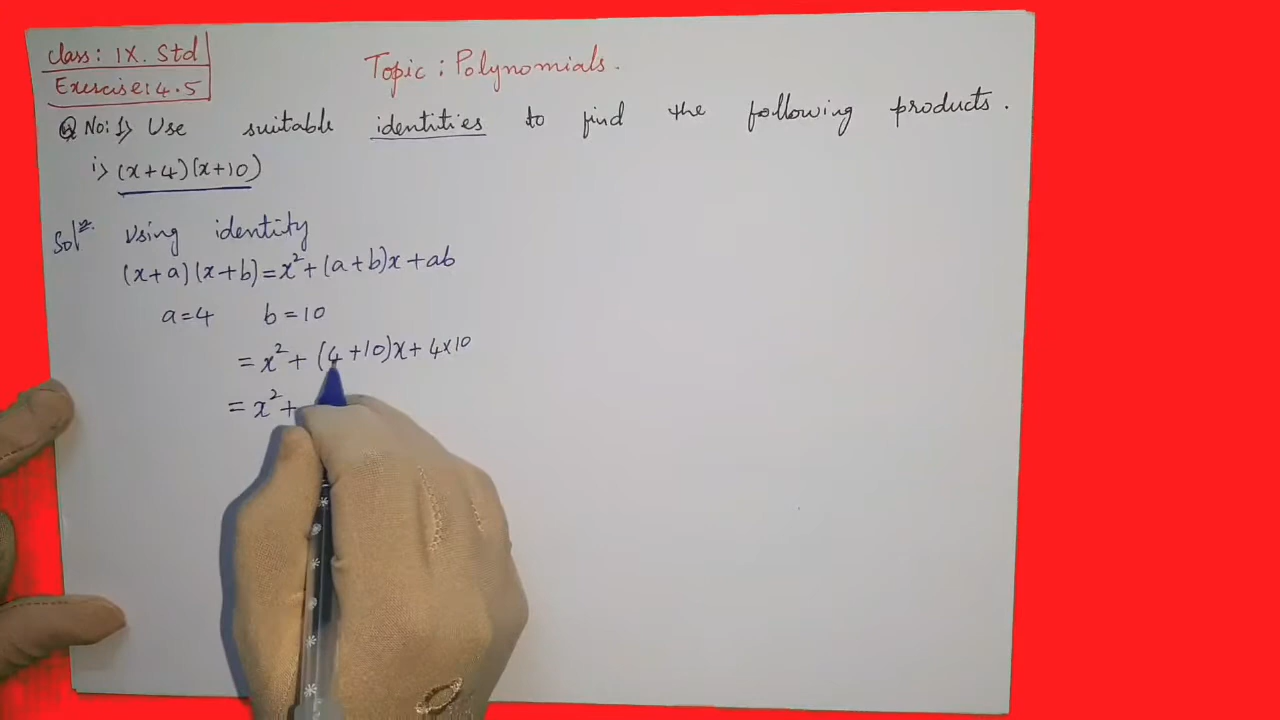 Class: IX. Std
Exercise: 4.5
Topic: Polynomials.
Q No: 1) Use suitable identities to find the following products.
i) (x+4)(x+10)
Solⁿ. Using identity
(x+a)(x+b)=x²+(a+b)x+ab
a=4 b=10
=x²+(4+10)x+4×10
=x²+